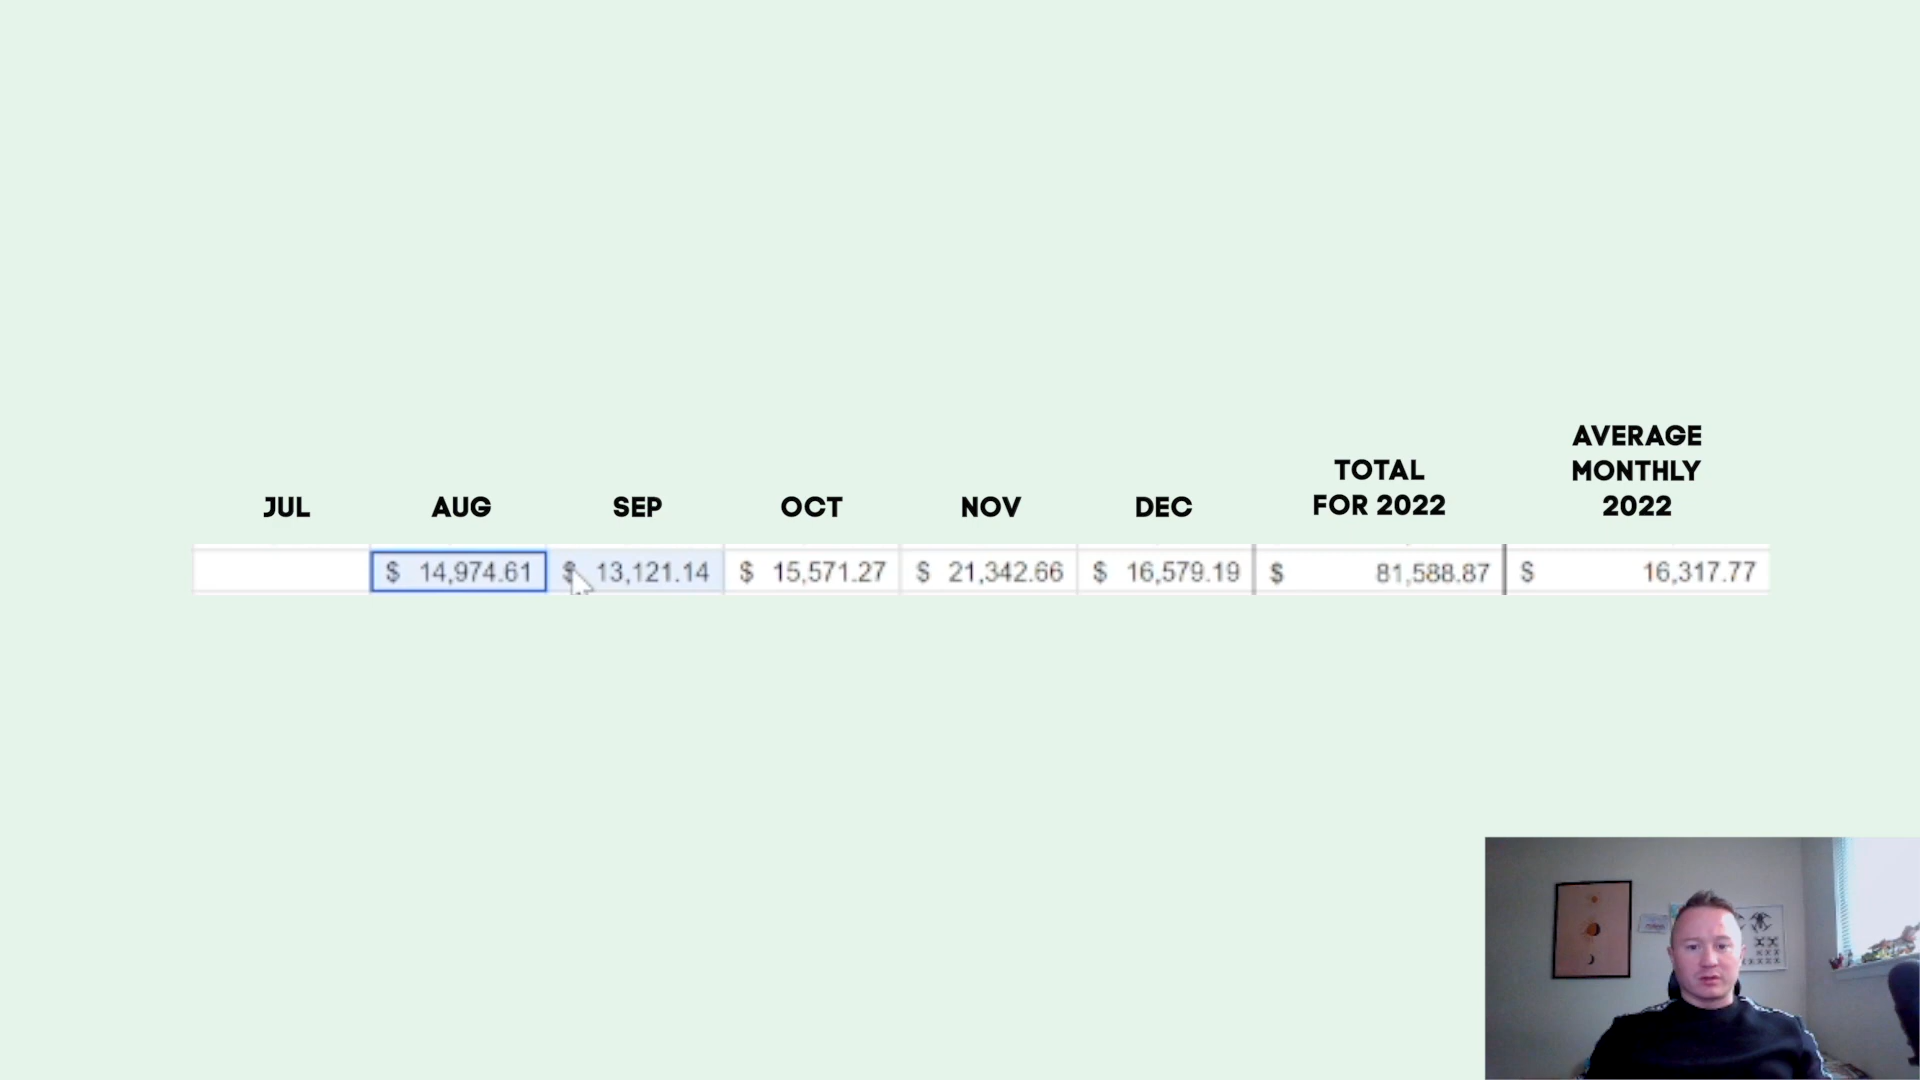 JUL AUG SEP OCT NOV DEC TOTAL FOR 2022 AVERAGE MONTHLY 2022
$ 14,974.61 $ 13,121.14 $ 15,571.27 $ 21,342.66 $ 16,579.19 $ 81,588.87 $ 16,317.77